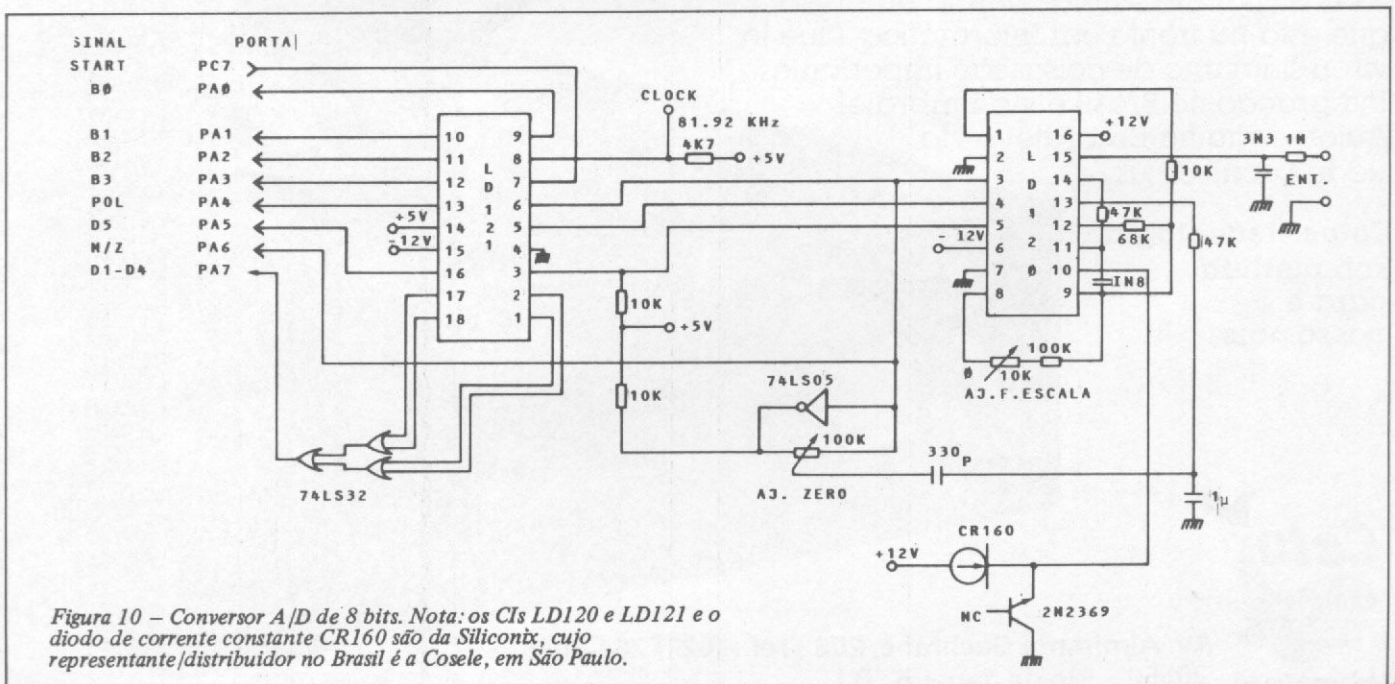 SINAL PORTA
START PC7
B0 PA0
B1 PA1
B2 PA2
B3 PA3
POL PA4
D5 PA5
M/Z PA6
D1-D4 PA7
10 9
11 8
12 7
13 6
14 5
15 4
16 3
17 2
18 1
LD121
+5V
-12V
CLOCK
81.92 KHz
4K7
+5V
10K
+5V
10K
74LS32
74LS05
100K
AJ. ZERO
330p
1 16
2 15
3 14
4 13
5 12
6 11
7 10
8 9
LD120
+12V
-12V
10K
47K
68K
1N8
3N3 1M
ENT.
47K
100K
10K
AJ.F.ESCALA
1µ
CR160
+12V
NC
2N2369
Figura 10 – Conversor A/D de 8 bits. Nota: os CIs LD120 e LD121 e o
diodo de corrente constante CR160 são da Siliconix, cujo
representante/distribuidor no Brasil é a Cosele, em São Paulo.